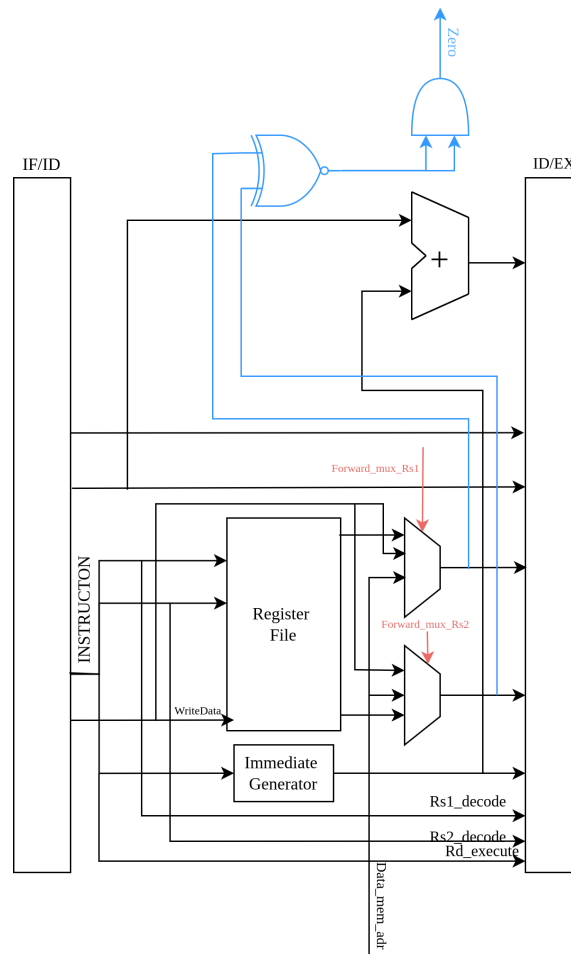 Zero
IF/ID
ID/EX
+
Forward_mux_Rs1
INSTRUCTON
Register
File
Forward_mux_Rs2
WriteData
Immediate
Generator
Rs1_decode
Rs2_decode
Rd_execute
Data_mem_adr